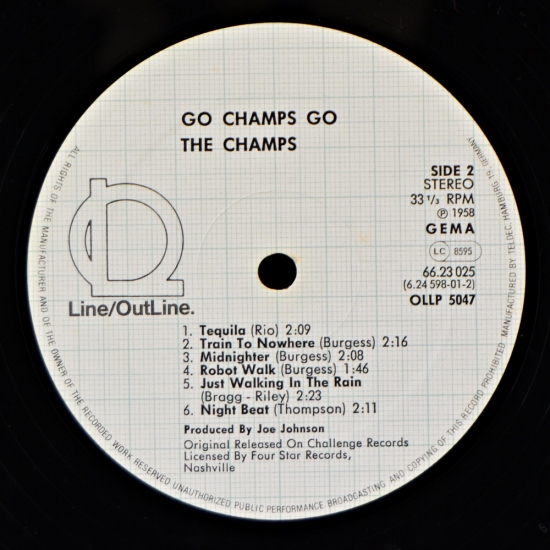 GO CHAMPS GO
THE CHAMPS
SIDE 2
STEREO
33 1/3 RPM
Ⓟ 1958
GEMA
LC 8595
66.23 025
(6.24 598-01-2)
OLLP 5047
Line/OutLine.
1. Tequila (Rio) 2:09
2. Train To Nowhere (Burgess) 2:16
3. Midnighter (Burgess) 2:08
4. Robot Walk (Burgess) 1:46
5. Just Walking In The Rain
(Bragg - Riley) 2:23
6. Night Beat (Thompson) 2:11
Produced By Joe Johnson
Original Released On Challenge Records
Licensed By Four Star Records,
Nashville
ALL RIGHTS OF THE MANUFACTURER AND OF THE OWNER OF THE RECORDED WORK RESERVED UNAUTHORIZED PUBLIC PERFORMANCE BROADCASTING AND COPYING OF THIS RECORD PROHIBITED. MANUFACTURED BY TELDEC, HAMBURG 19, GERMANY